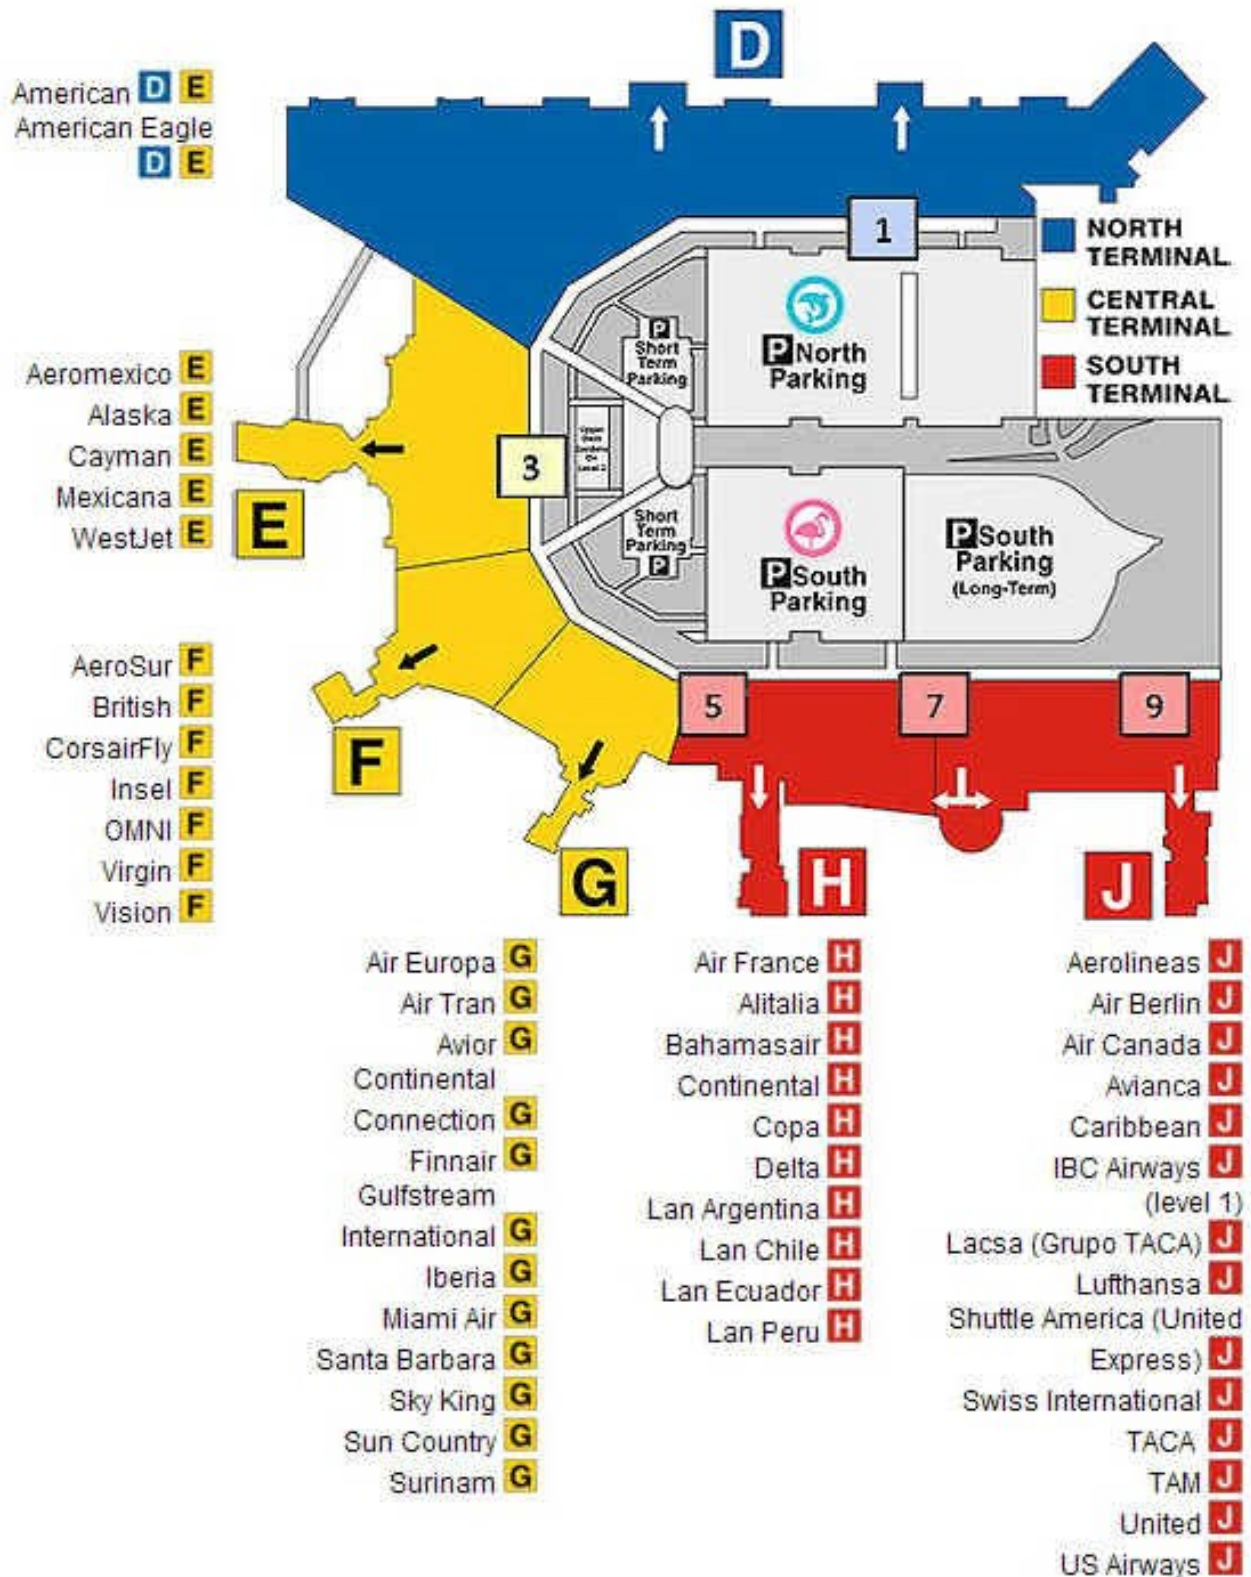 D
American D E
American Eagle
D E
1
NORTH
TERMINAL
CENTRAL
TERMINAL
SOUTH
TERMINAL
P
Short
Term
Parking
P North
Parking
Aeromexico E
Alaska E
Cayman E
Mexicana E
WestJet E
E
3
Short
Term
Parking
P
P South
Parking
P South
Parking
(Long-Term)
AeroSur F
British F
CorsairFly F
Insel F
OMNI F
Virgin F
Vision F
F
5
7
9
G
H
J
Air Europa G
Air Tran G
Avior G
Continental
Connection G
Finnair G
Gulfstream
International G
Iberia G
Miami Air G
Santa Barbara G
Sky King G
Sun Country G
Surinam G
Air France H
Alitalia H
Bahamasair H
Continental H
Copa H
Delta H
Lan Argentina H
Lan Chile H
Lan Ecuador H
Lan Peru H
Aerolineas J
Air Berlin J
Air Canada J
Avianca J
Caribbean J
IBC Airways J
(level 1)
Lacsa (Grupo TACA) J
Lufthansa J
Shuttle America (United
Express) J
Swiss International J
TACA J
TAM J
United J
US Airways J